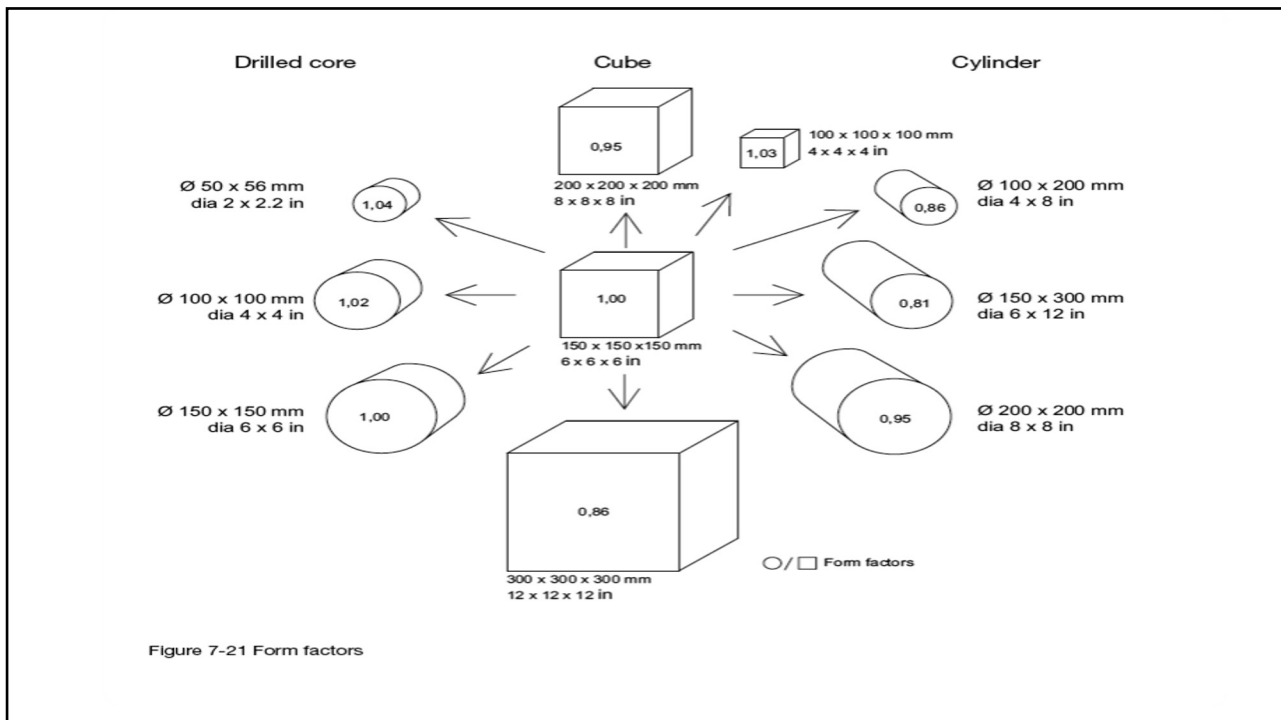 Drilled core
Cube
Cylinder
0,95
200 x 200 x 200 mm
8 x 8 x 8 in
1,03
100 x 100 x 100 mm
4 x 4 x 4 in
Ø 50 x 56 mm
dia 2 x 2.2 in
1,04
0,86
Ø 100 x 200 mm
dia 4 x 8 in
Ø 100 x 100 mm
dia 4 x 4 in
1,02
1,00
150 x 150 x150 mm
6 x 6 x 6 in
0,81
Ø 150 x 300 mm
dia 6 x 12 in
Ø 150 x 150 mm
dia 6 x 6 in
1,00
0,95
Ø 200 x 200 mm
dia 8 x 8 in
0,86
300 x 300 x 300 mm
12 x 12 x 12 in
/ Form factors
Figure 7-21 Form factors